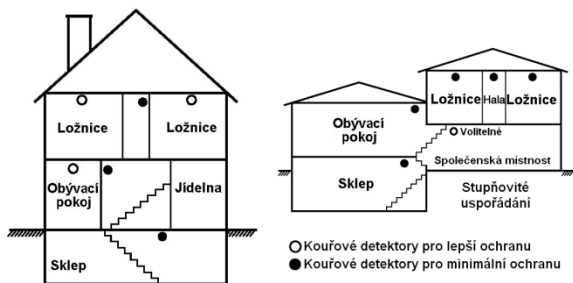 Ložnice
Ložnice
Obývací
pokoj
Jídelna
Sklep
Ložnice
Hala
Ložnice
Obývací
pokoj
Volitelné
Společenská místnost
Sklep
Stupňovité
uspořádání
Kouřové detektory pro lepší ochranu
Kouřové detektory pro minimální ochranu